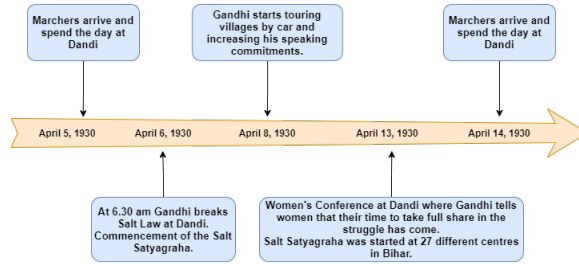 Marchers arrive and
spend the day at
Dandi
Gandhi starts touring
villages by car and
increasing his speaking
commitments.
Marchers arrive and
spend the day at
Dandi
April 5, 1930
April 6, 1930
April 8, 1930
April 13, 1930
April 14, 1930
At 6.30 am Gandhi breaks
Salt Law at Dandi.
Commencement of the Salt
Satyagraha.
Women's Conference at Dandi where Gandhi tells
women that their time to take full share in the
struggle has come.
Salt Satyagraha was started at 27 different centres
in Bihar.